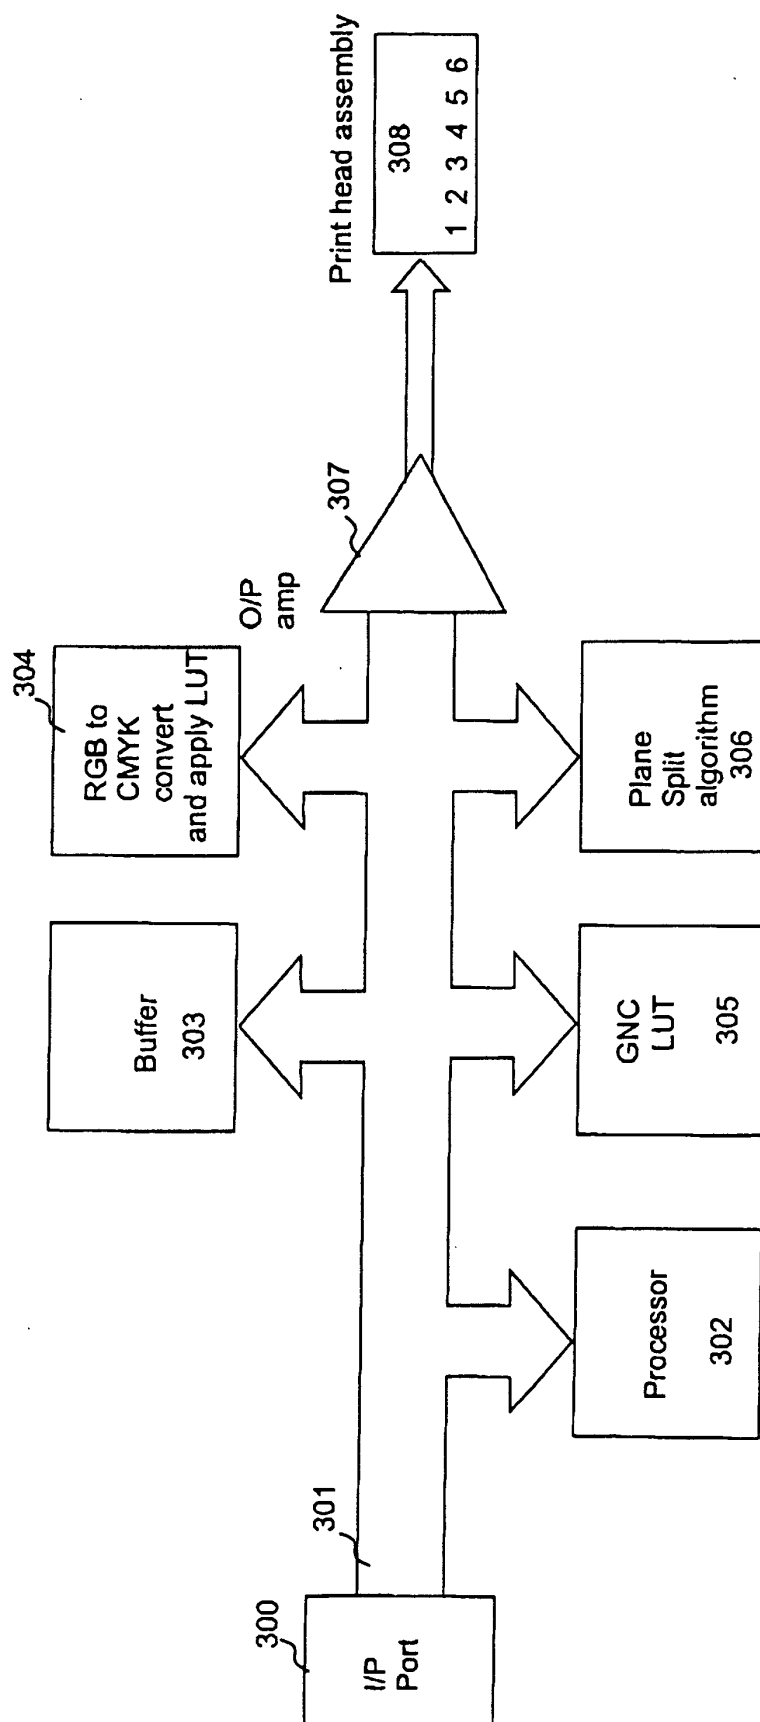 300
I/P
Port
301
Processor
302
Buffer
303
GNC
LUT
305
304
RGB to
CMYK
convert
and apply LUT
Plane
Split
algorithm
306
O/P
amp
307
Print head assembly
308
1 2 3 4 5 6